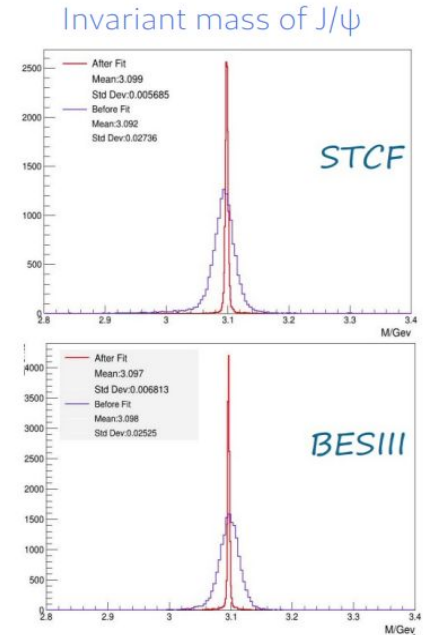 Invariant mass of J/ψ
2500
2000
1500
1000
500
0
After Fit
Mean:3.099
Std Dev:0.005685
Before Fit
Mean:3.092
Std Dev:0.02736
STCF
2.8 2.9 3 3.1 3.2 3.3 3.4
M/Gev
4000
3500
3000
2500
2000
1500
1000
500
0
After Fit
Mean:3.097
Std Dev:0.006813
Before Fit
Mean:3.098
Std Dev:0.02525
BESIII
2.8 2.9 3 3.1 3.2 3.3 3.4
M/Gev